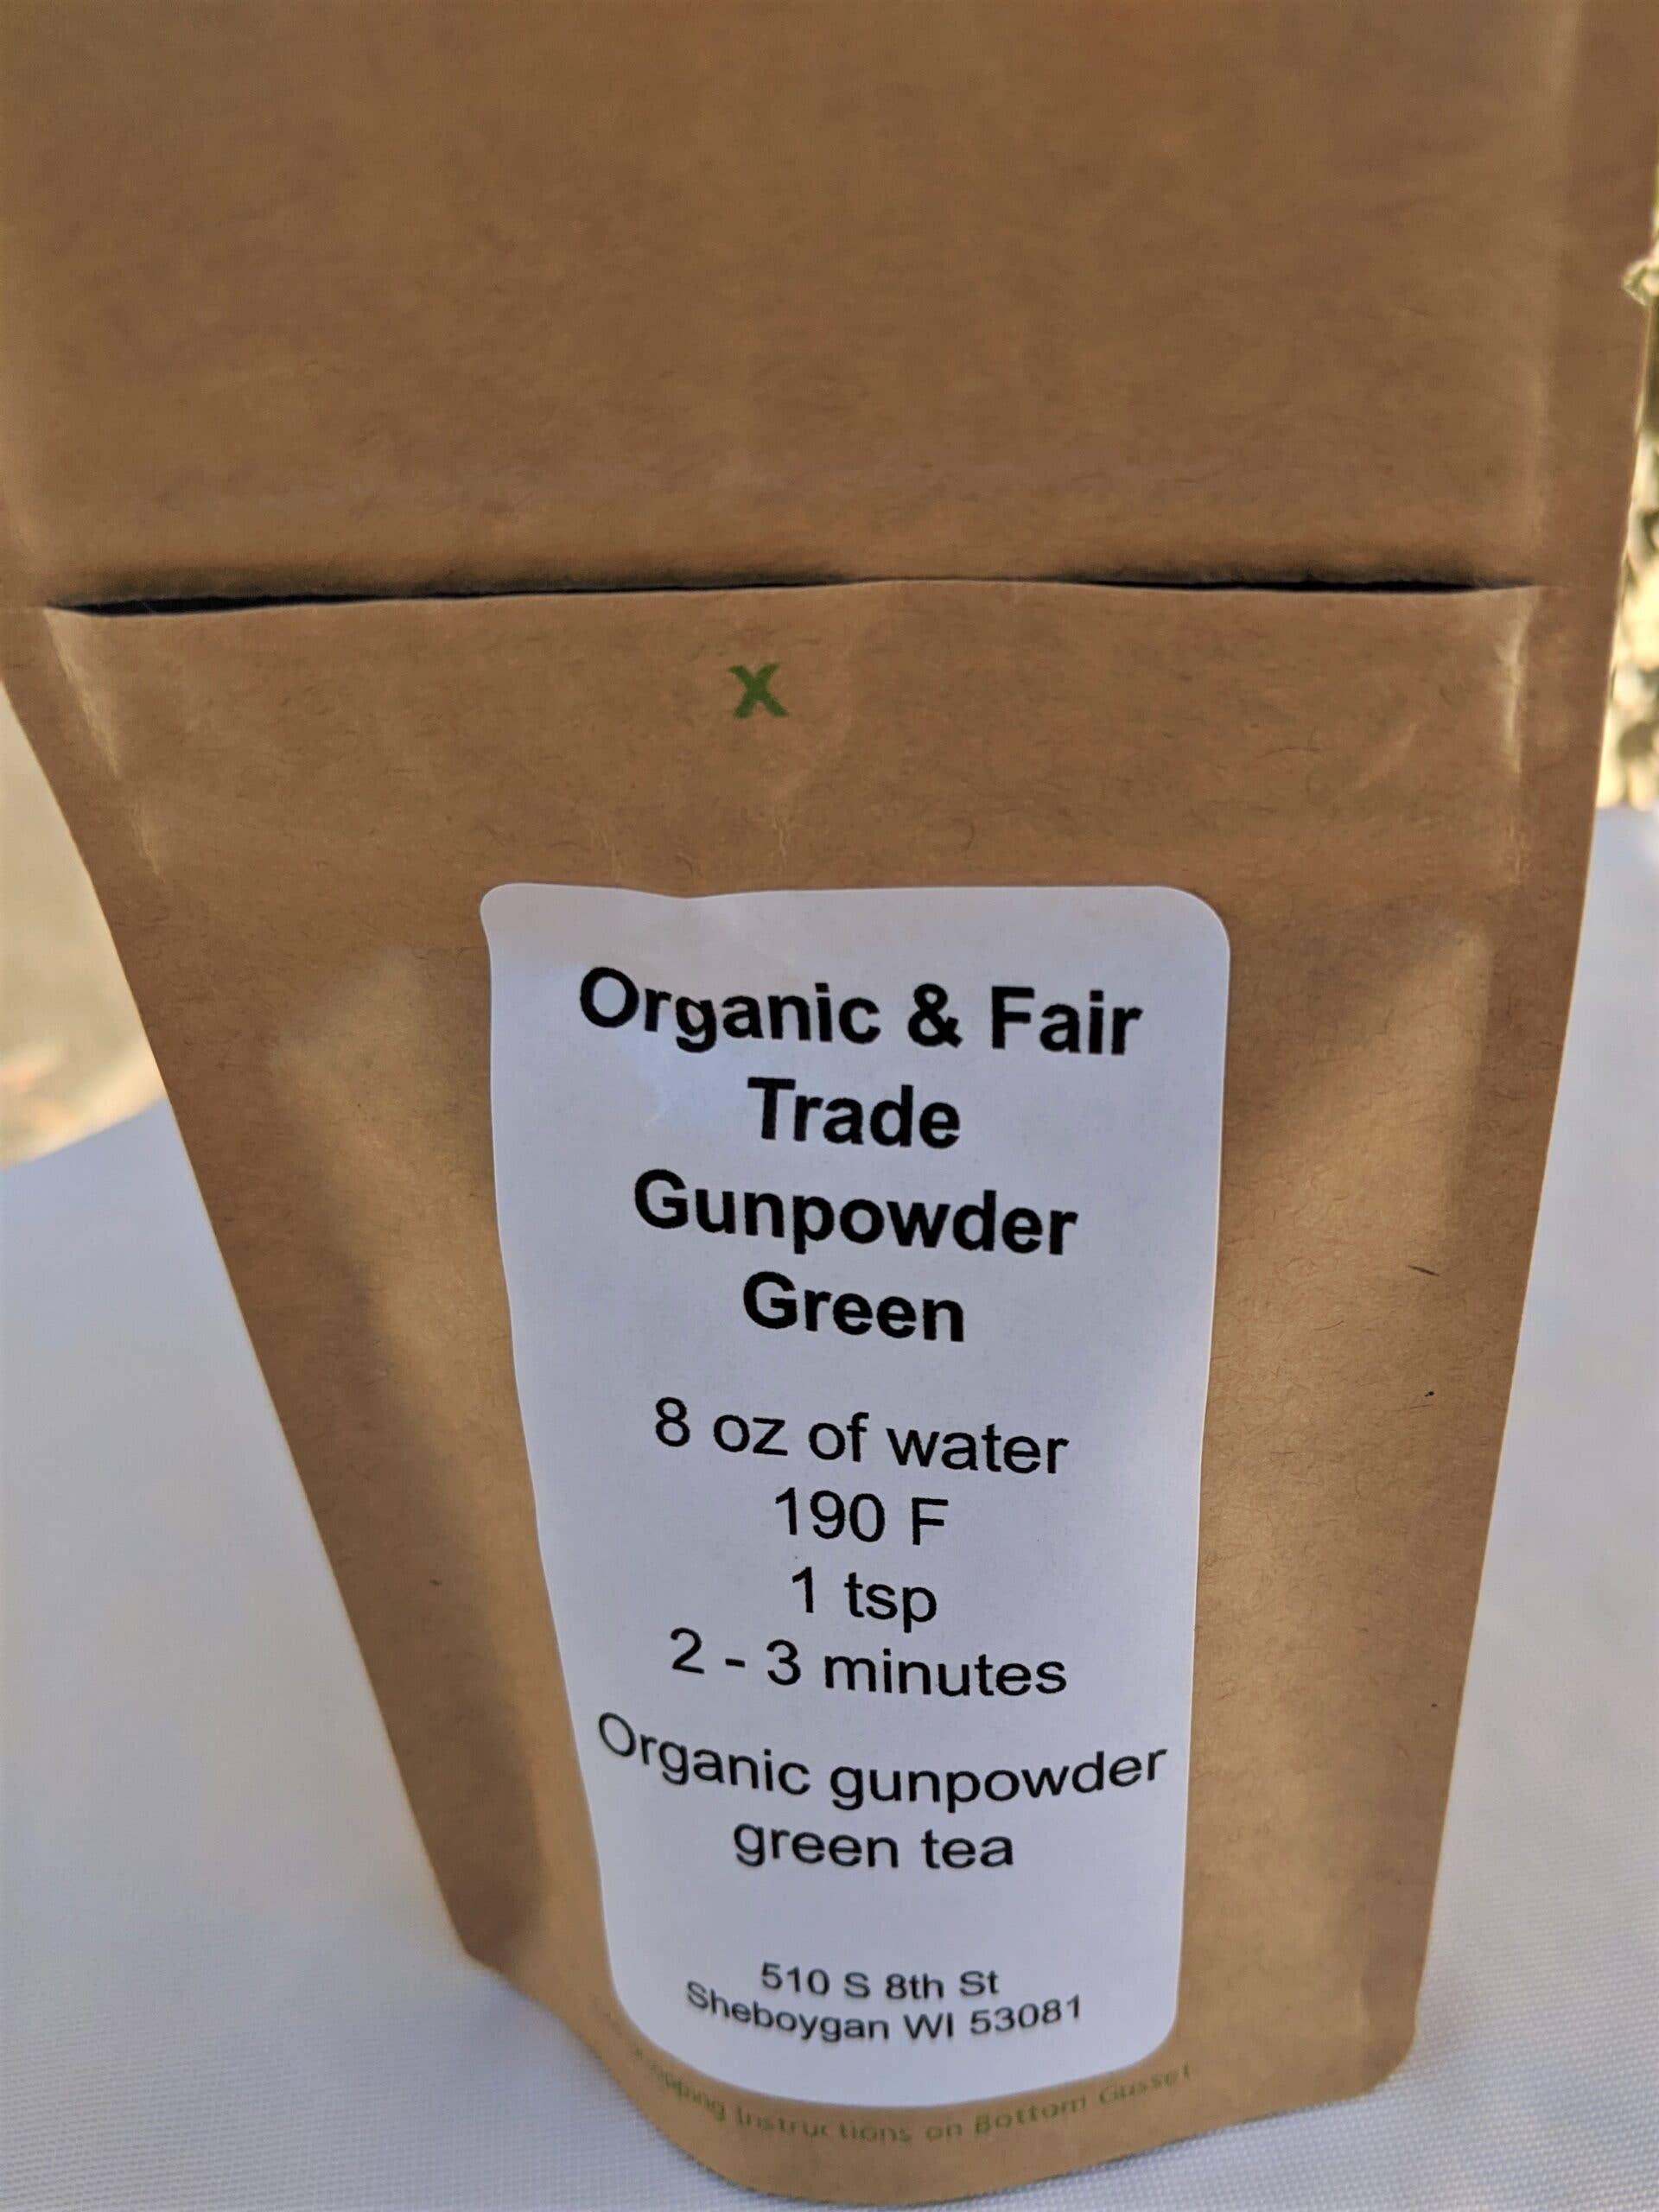 x
Organic & Fair
Trade
Gunpowder
Green
8 oz of water
190 F
1 tsp
2 - 3 minutes
Organic gunpowder
green tea
510 S 8th St
Sheboygan WI 53081
Instructions on Bottom Gusset